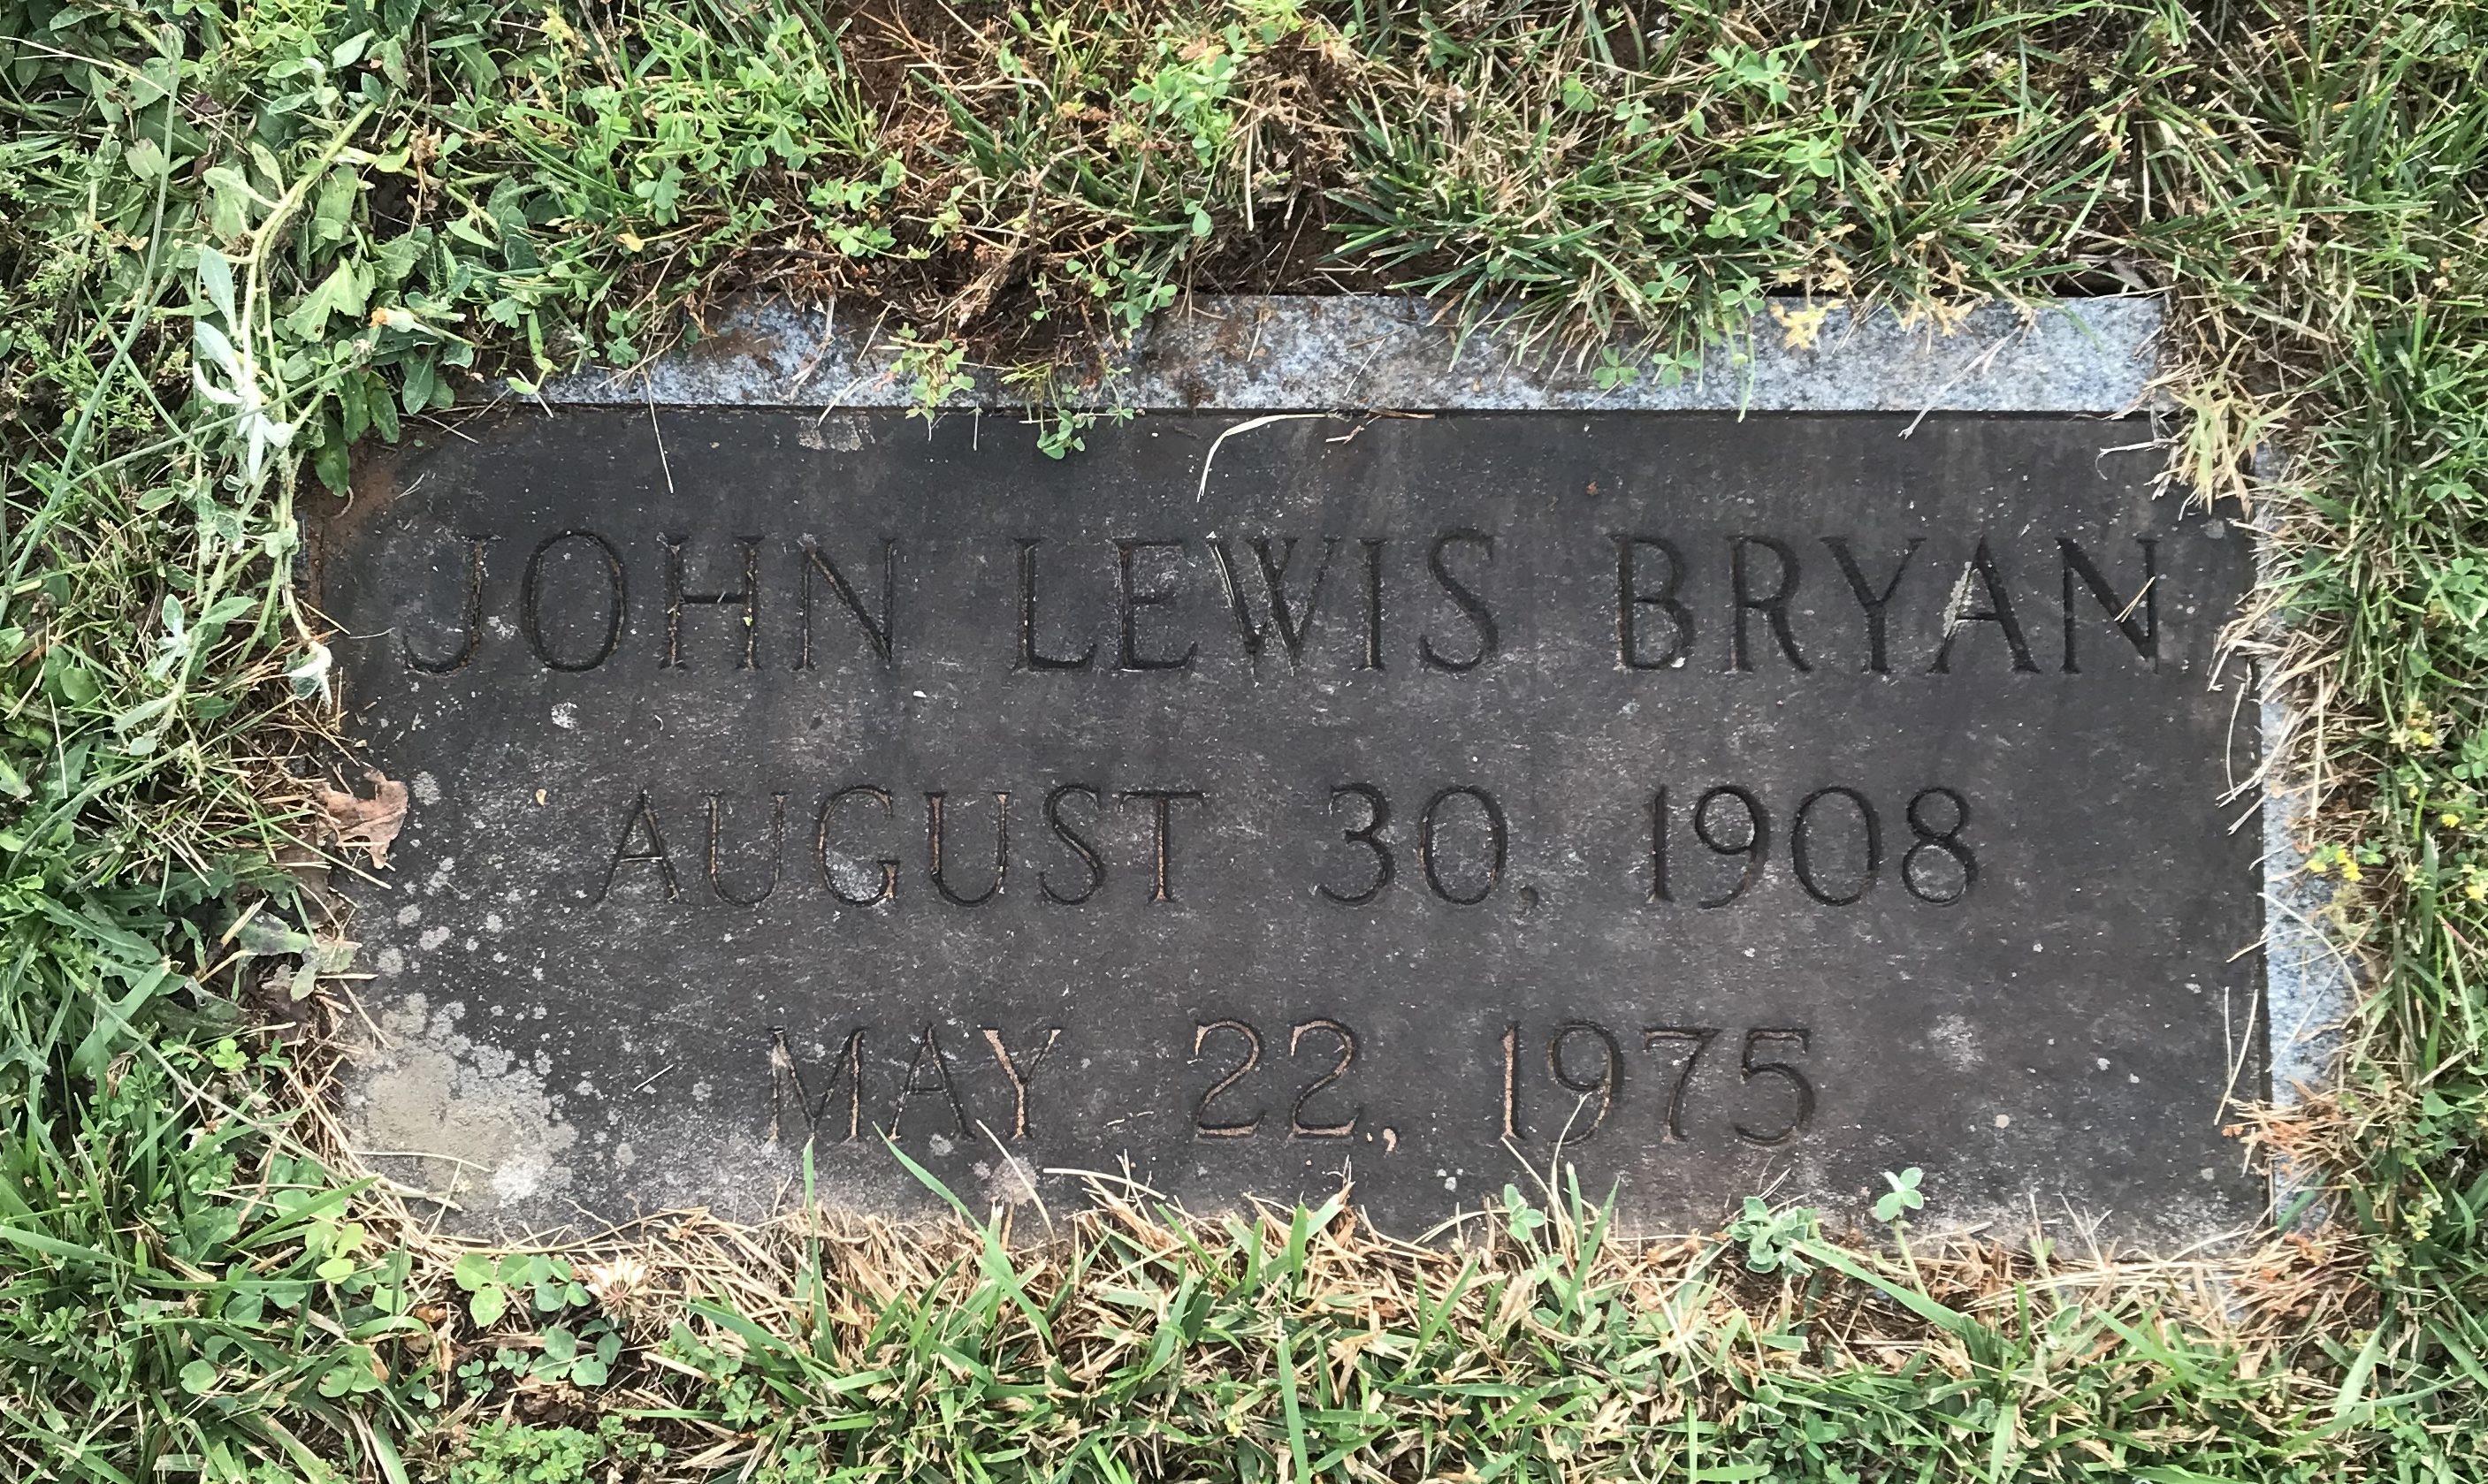 JOHN LEWIS BRYAN
AUGUST 30, 1908
MAY 22, 1975